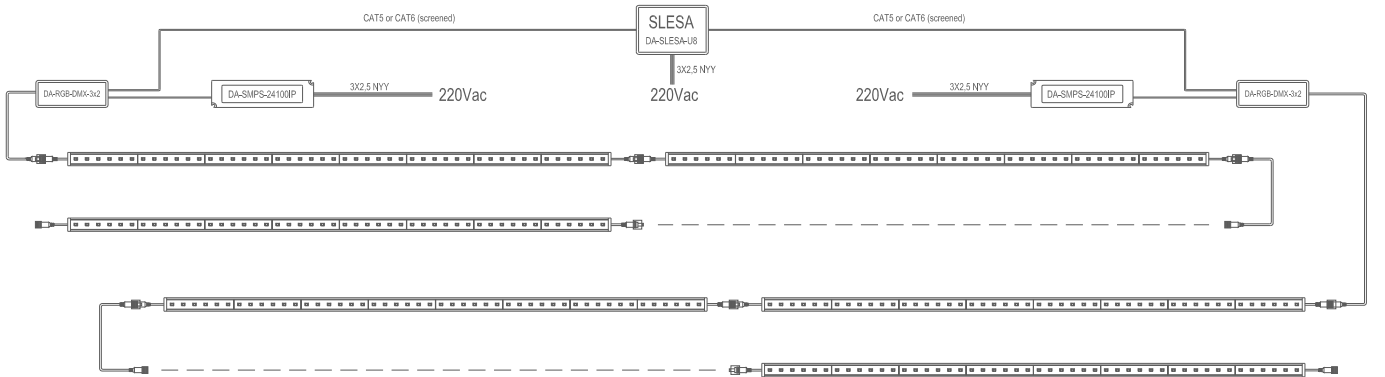 CAT5 or CAT6 (screened)
SLESA
DA-SLESA-U8
CAT5 or CAT6 (screened)
3X2,5 NYY
DA-RGB-DMX-3x2
DA-SMPS-24100IP
3X2,5 NYY
220Vac
220Vac
220Vac
3X2,5 NYY
DA-SMPS-24100IP
DA-RGB-DMX-3x2